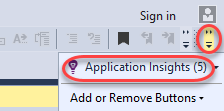 Sign in
Application Insights (5)
Add or Remove Buttons